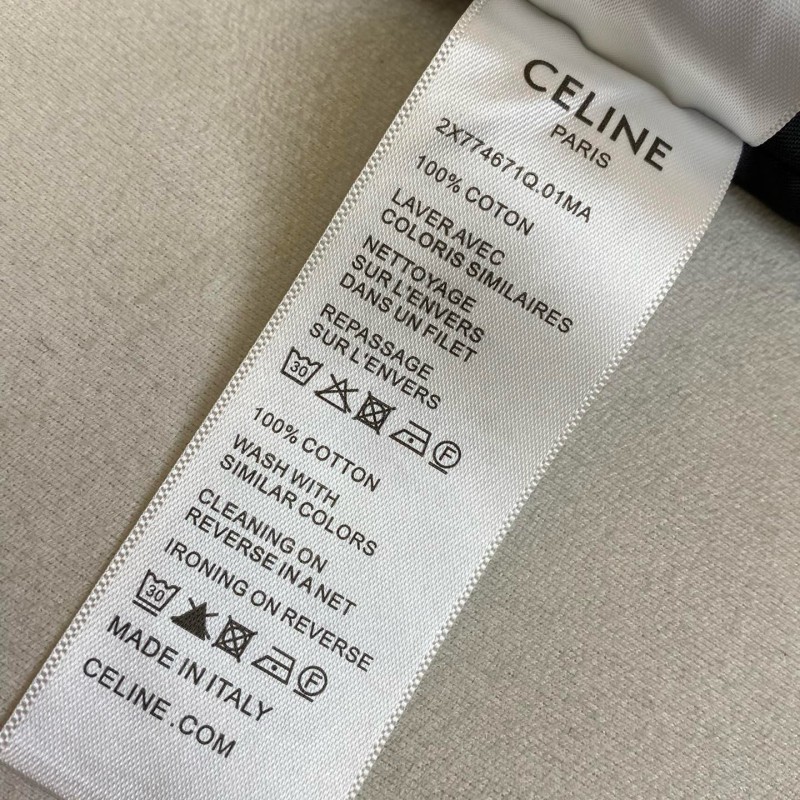 CELINE
PARIS
2X774671Q.01MA
100% COTON
LAVER AVEC
COLORIS SIMILAIRES
NETTOYAGE
SUR L'ENVERS
DANS UN FILET
REPASSAGE
SUR L'ENVERS
30 F
100% COTTON
WASH WITH
SIMILAR COLORS
CLEANING ON
REVERSE IN A NET
IRONING ON REVERSE
30 F
MADE IN ITALY
CELINE.COM